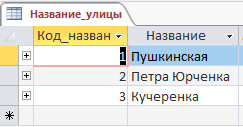 Название_улицы
Код_назван Название
1 Пушкинская
2 Петра Юрченка
3 Кучеренка